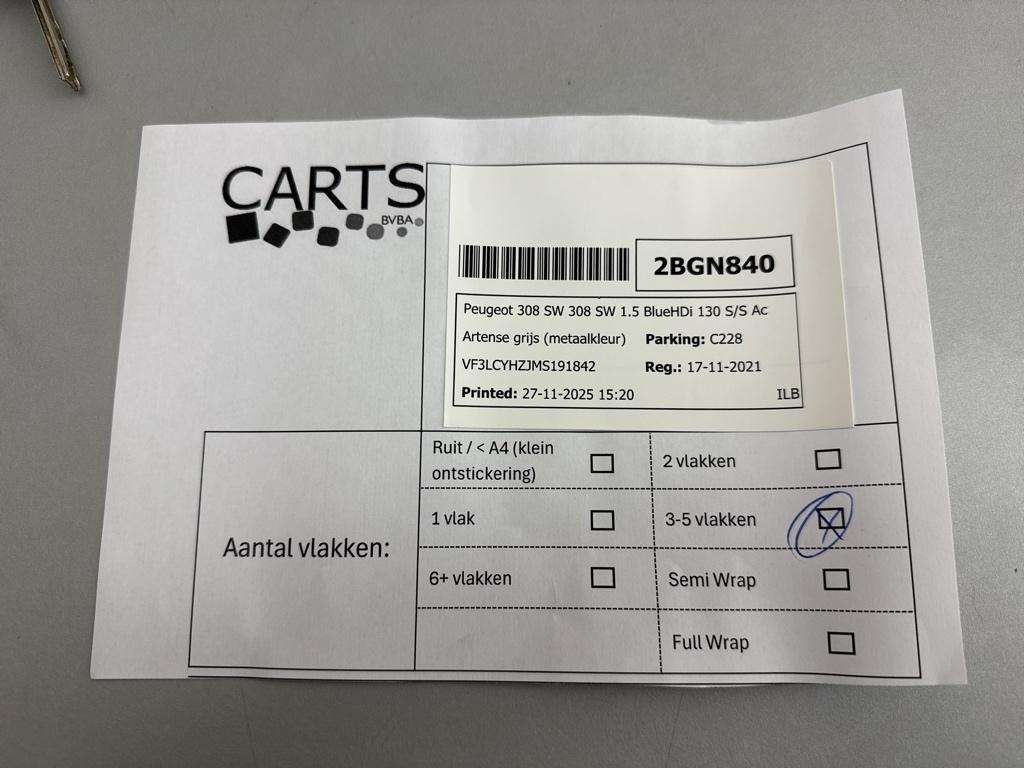 CARTS
BVBA
2BGN840
Peugeot 308 SW 308 SW 1.5 BlueHDi 130 S/S Ac
Artense grijs (metaalkleur) Parking: C228
VF3LCYHZJMS191842 Reg.: 17-11-2021
Printed: 27-11-2025 15:20 ILB
Aantal vlakken:
Ruit / < A4 (klein
ontstickering)
2 vlakken
1 vlak
3-5 vlakken
6+ vlakken
Semi Wrap
Full Wrap